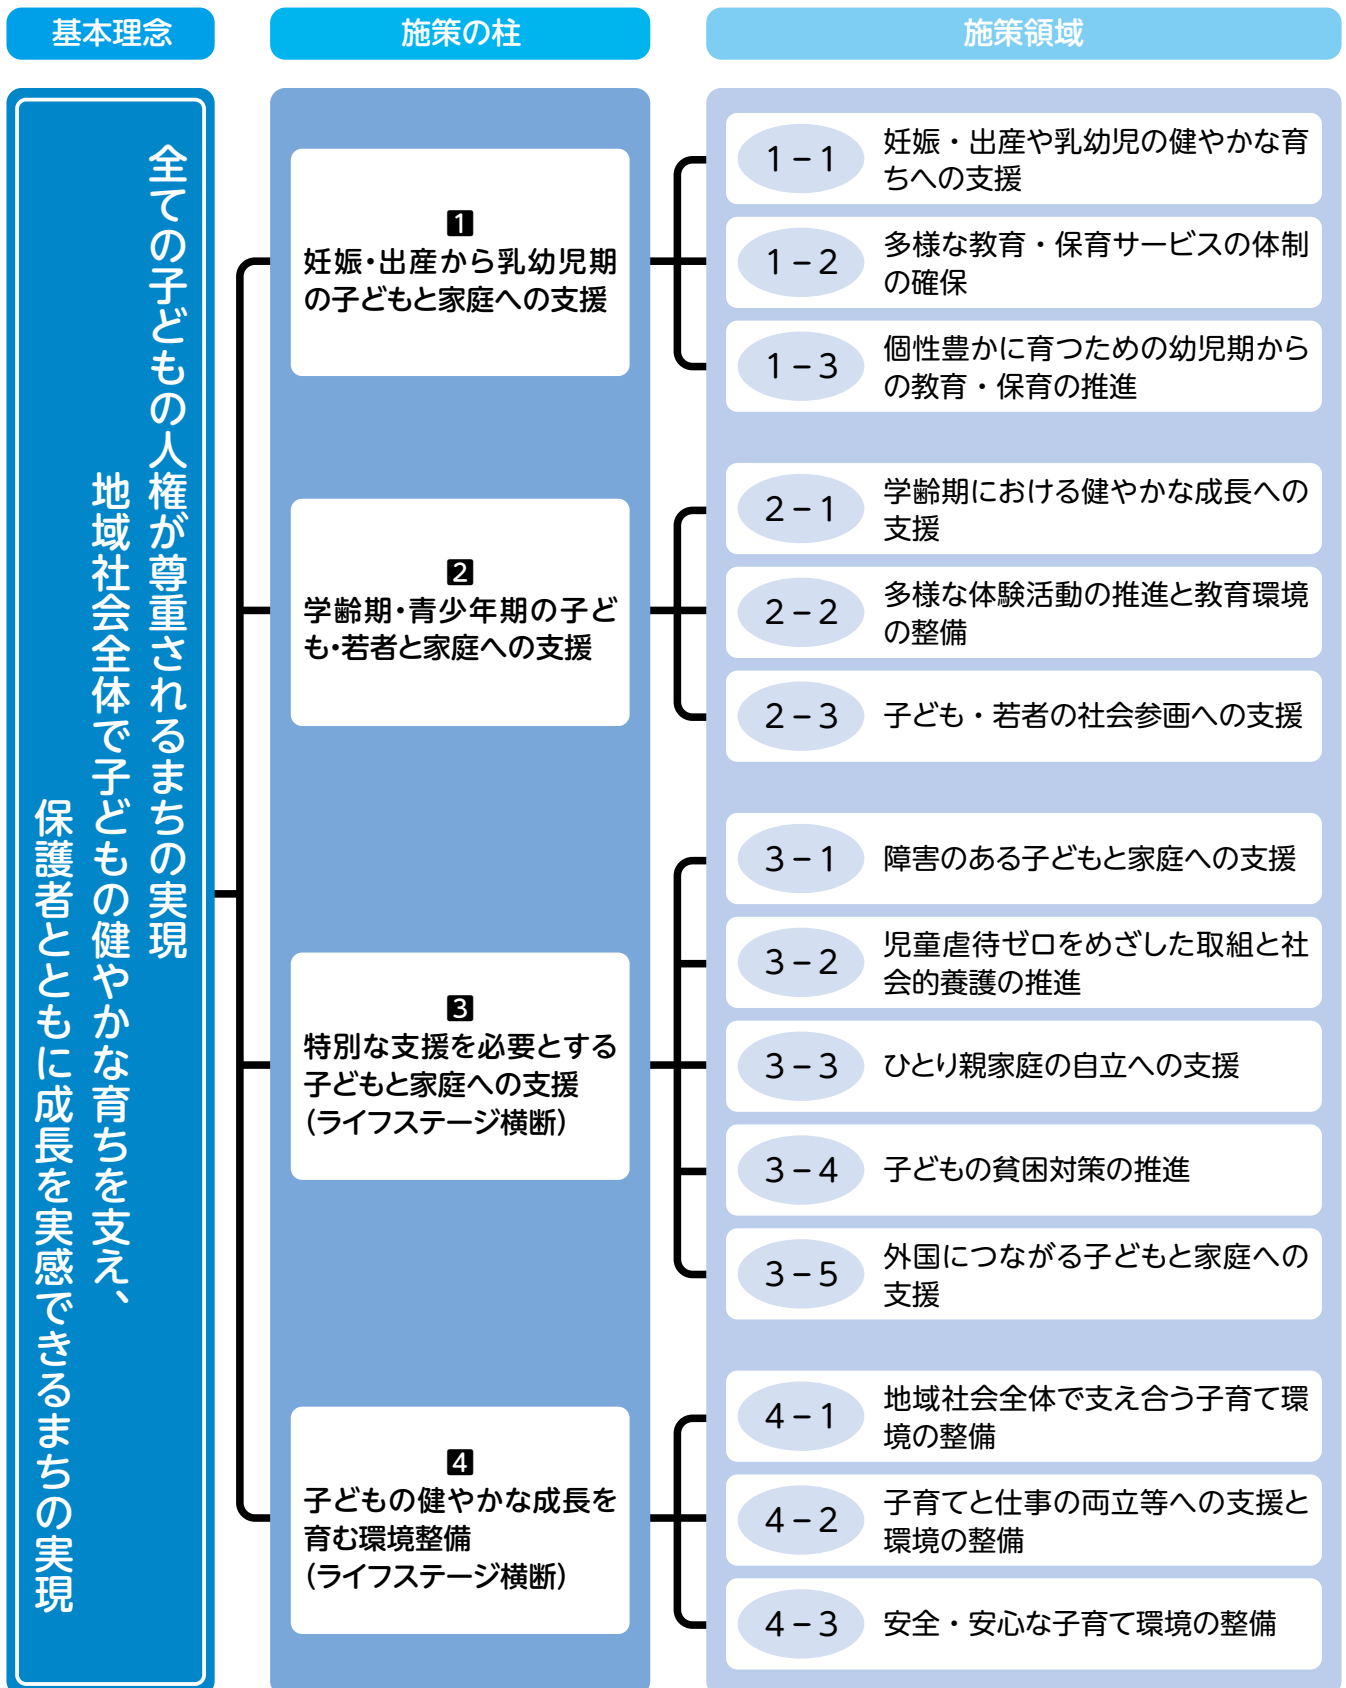 基本理念
施策の柱
施策領域
全ての子どもの人権が尊重されるまちの実現
地域社会全体で子どもの健やかな育ちを支え、
保護者とともに成長を実感できるまちの実現
1
妊娠・出産から乳幼児期
の子どもと家庭への支援
1－1
妊娠・出産や乳幼児の健やかな育
ちへの支援
1－2
多様な教育・保育サービスの体制
の確保
1－3
個性豊かに育つための幼児期から
の教育・保育の推進
2
学齢期・青少年期の子ど
も・若者と家庭への支援
2－1
学齢期における健やかな成長への
支援
2－2
多様な体験活動の推進と教育環境
の整備
2－3
子ども・若者の社会参画への支援
3
特別な支援を必要とする
子どもと家庭への支援
（ライフステージ横断）
3－1
障害のある子どもと家庭への支援
3－2
児童虐待ゼロをめざした取組と社
会的養護の推進
3－3
ひとり親家庭の自立への支援
3－4
子どもの貧困対策の推進
3－5
外国につながる子どもと家庭への
支援
4
子どもの健やかな成長を
育む環境整備
（ライフステージ横断）
4－1
地域社会全体で支え合う子育て環
境の整備
4－2
子育てと仕事の両立等への支援と
環境の整備
4－3
安全・安心な子育て環境の整備